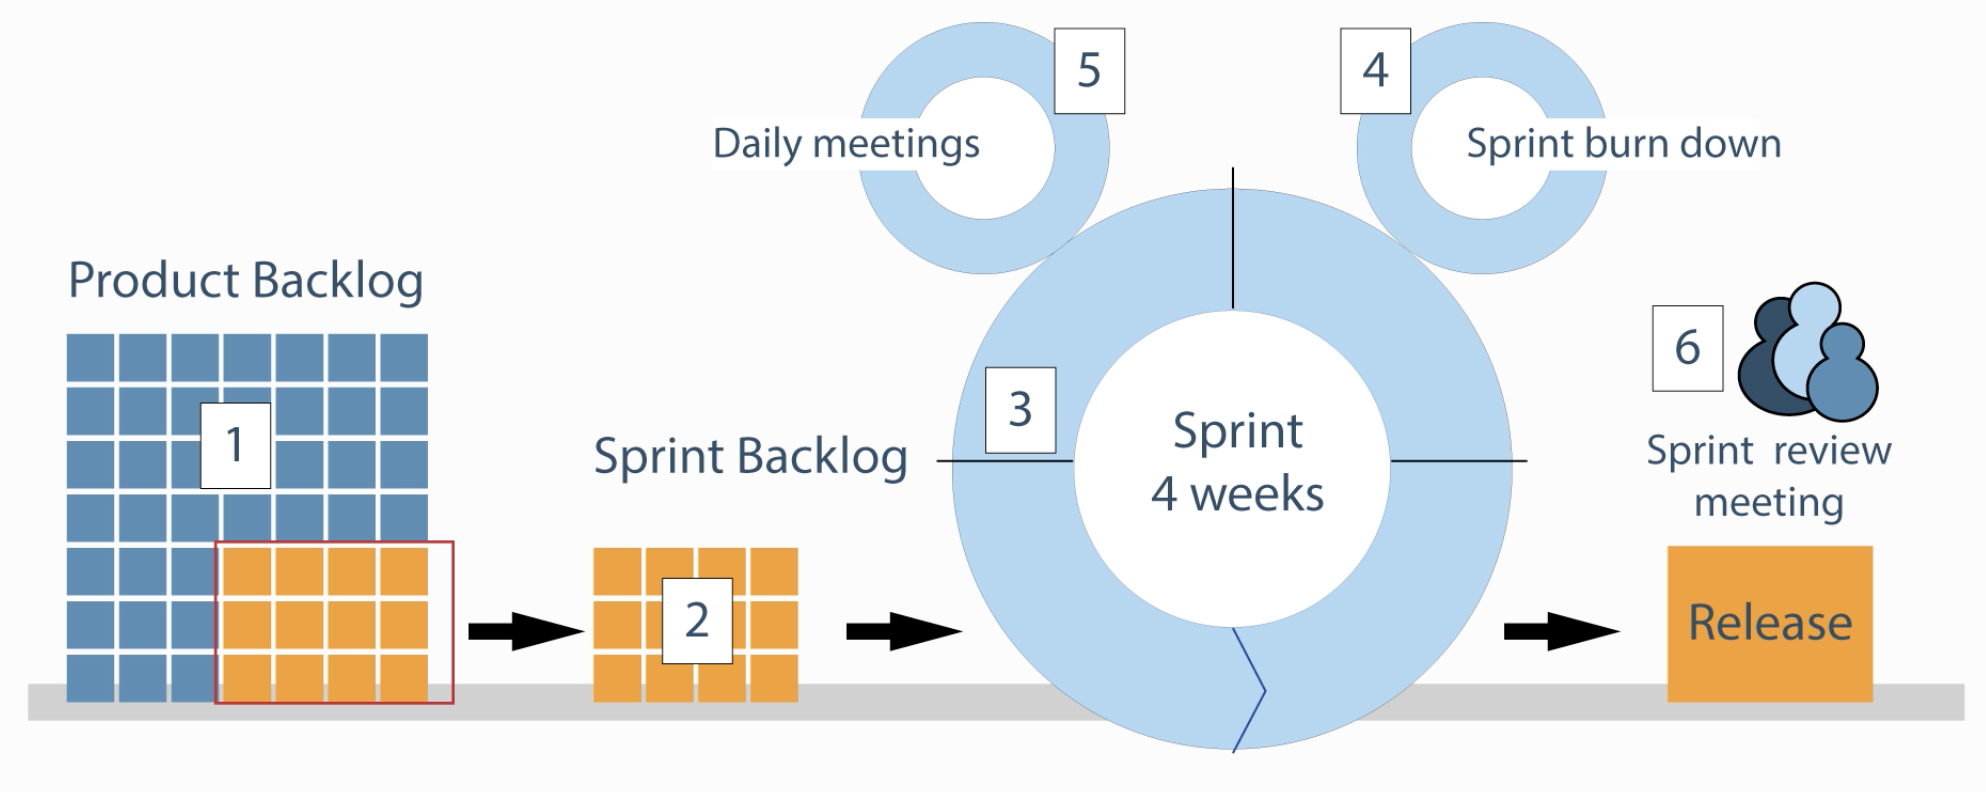 5
4
Daily meetings
Sprint burn down
Product Backlog
1
Sprint Backlog
2
3
Sprint
4 weeks
6
Sprint review
meeting
Release